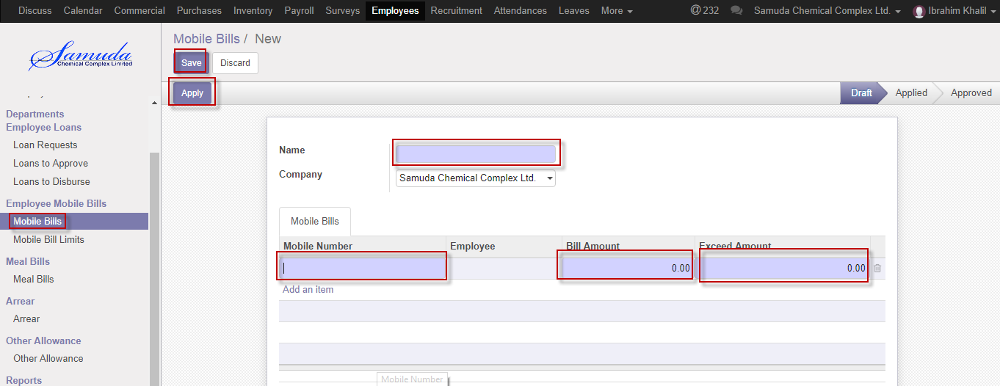 Discuss Calendar Commercial Purchases Inventory Payroll Surveys Employees Recruitment Attendances Leaves More @ 232 Samuda Chemical Complex Ltd. Ibrahim Khalil
Samuda
Chemical Complex Limited
Mobile Bills / New
Save Discard
Apply
Draft Applied Approved
Departments
Employee Loans
Loan Requests
Loans to Approve
Loans to Disburse
Employee Mobile Bills
Mobile Bills
Mobile Bill Limits
Meal Bills
Meal Bills
Arrear
Arrear
Other Allowance
Other Allowance
Reports
Name
Company Samuda Chemical Complex Ltd.
Mobile Bills
Mobile Number Employee Bill Amount Exceed Amount
0.00 0.00
Add an item
Mobile Number